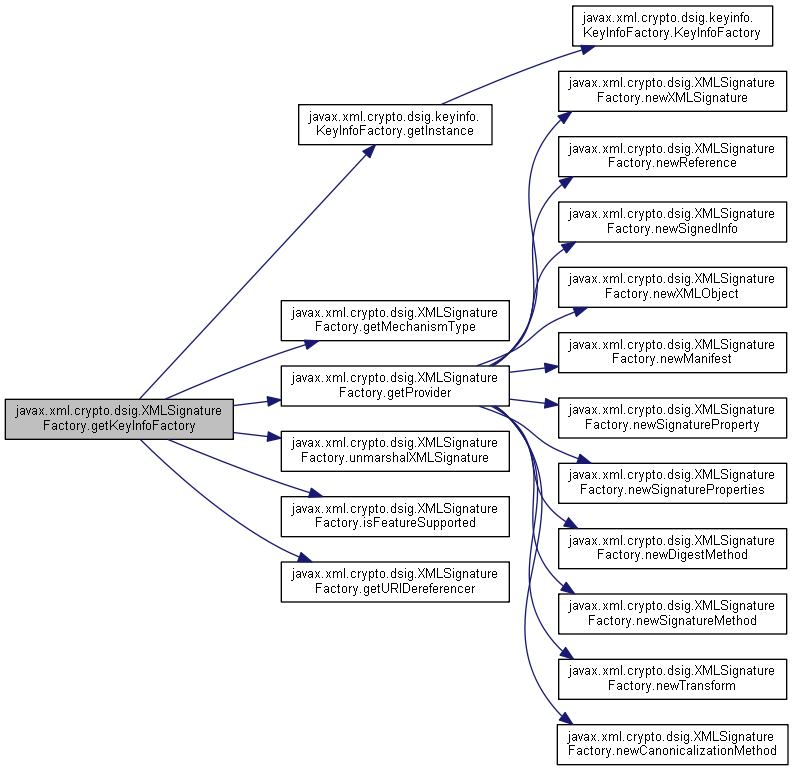 javax.xml.crypto.dsig.XMLSignature
Factory.getKeyInfoFactory
javax.xml.crypto.dsig.keyinfo.
KeyInfoFactory.getInstance
javax.xml.crypto.dsig.XMLSignature
Factory.getMechanismType
javax.xml.crypto.dsig.XMLSignature
Factory.getProvider
javax.xml.crypto.dsig.XMLSignature
Factory.unmarshalXMLSignature
javax.xml.crypto.dsig.XMLSignature
Factory.isFeatureSupported
javax.xml.crypto.dsig.XMLSignature
Factory.getURIDereferencer
javax.xml.crypto.dsig.keyinfo.
KeyInfoFactory.KeyInfoFactory
javax.xml.crypto.dsig.XMLSignature
Factory.newXMLSignature
javax.xml.crypto.dsig.XMLSignature
Factory.newReference
javax.xml.crypto.dsig.XMLSignature
Factory.newSignedInfo
javax.xml.crypto.dsig.XMLSignature
Factory.newXMLObject
javax.xml.crypto.dsig.XMLSignature
Factory.newManifest
javax.xml.crypto.dsig.XMLSignature
Factory.newSignatureProperty
javax.xml.crypto.dsig.XMLSignature
Factory.newSignatureProperties
javax.xml.crypto.dsig.XMLSignature
Factory.newDigestMethod
javax.xml.crypto.dsig.XMLSignature
Factory.newSignatureMethod
javax.xml.crypto.dsig.XMLSignature
Factory.newTransform
javax.xml.crypto.dsig.XMLSignature
Factory.newCanonicalizationMethod